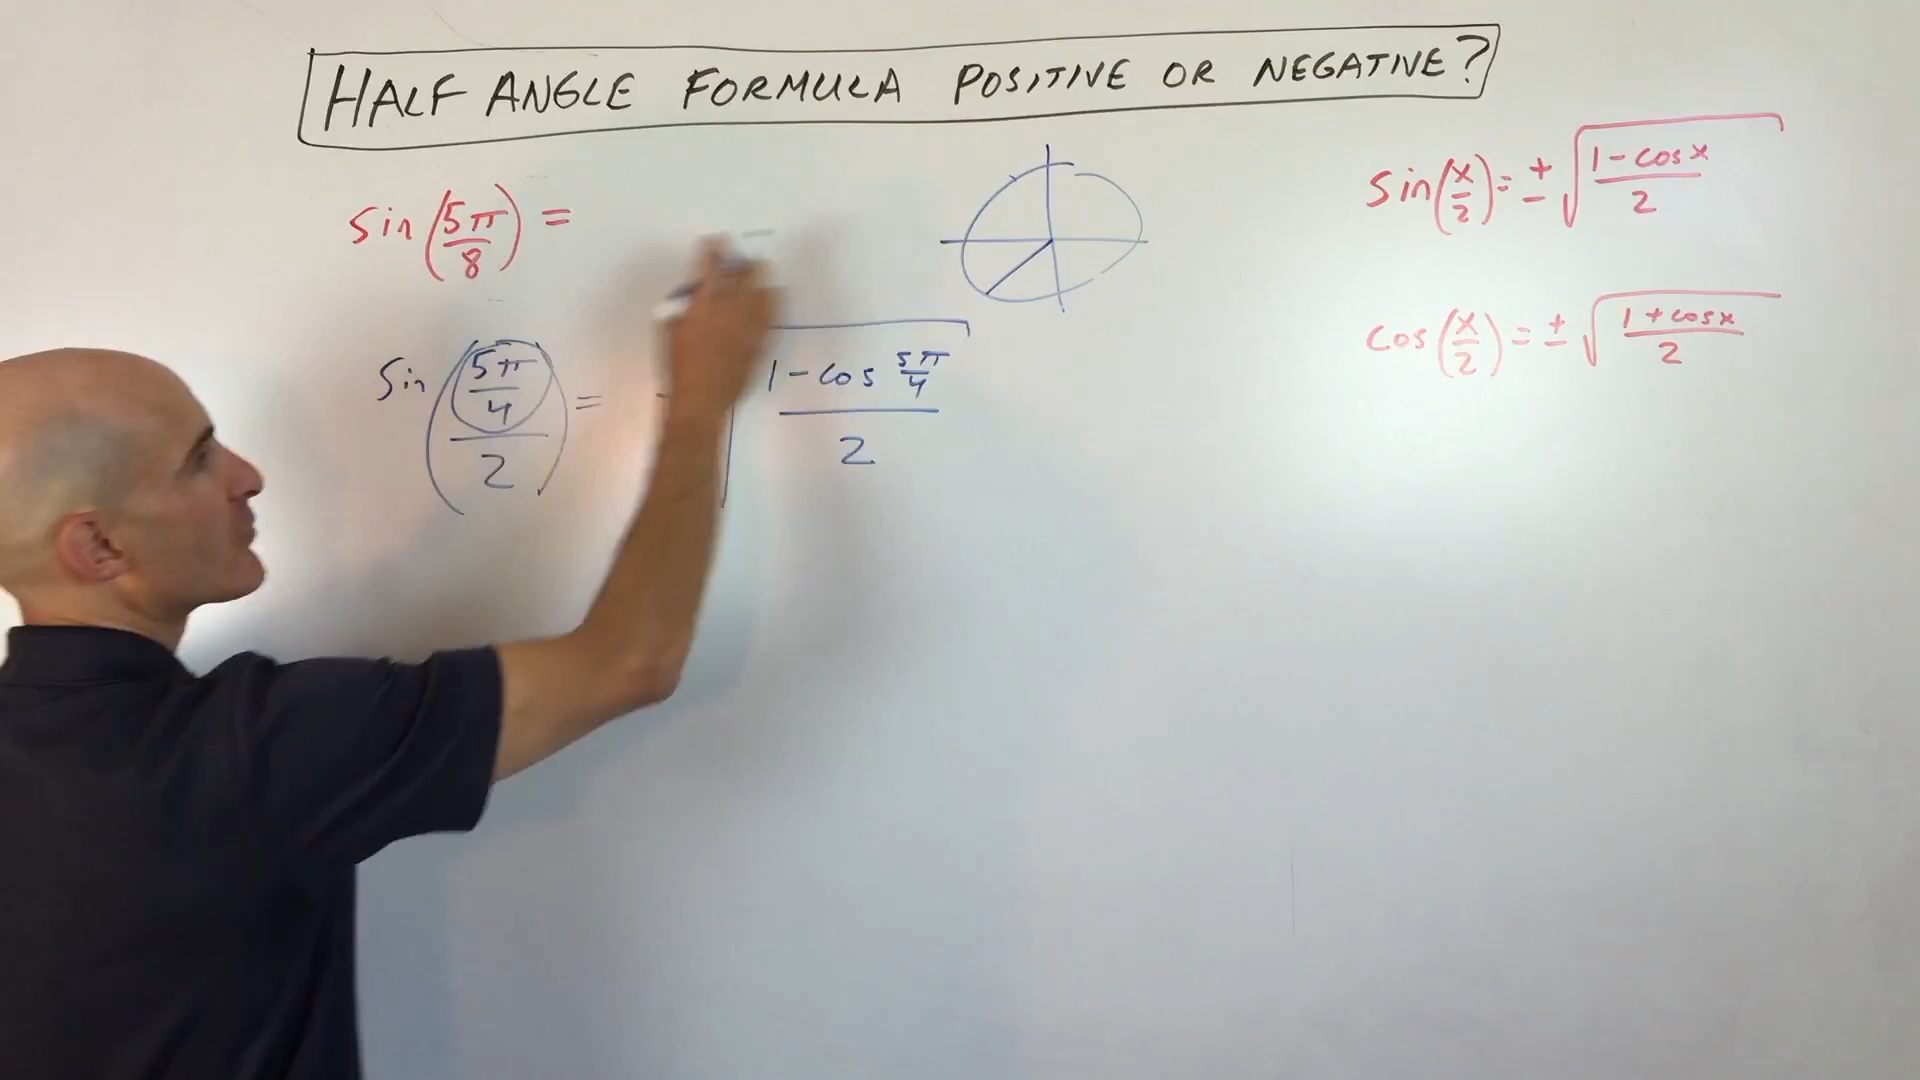 HALF ANGLE FORMULA POSITIVE OR NEGATIVE?
sin(5π/8) =
sin((5π/4)/2) = √((1-cos 5π/4)/2)
sin(x/2) = ±√((1-cos x)/2)
cos(x/2) = ±√((1+cos x)/2)